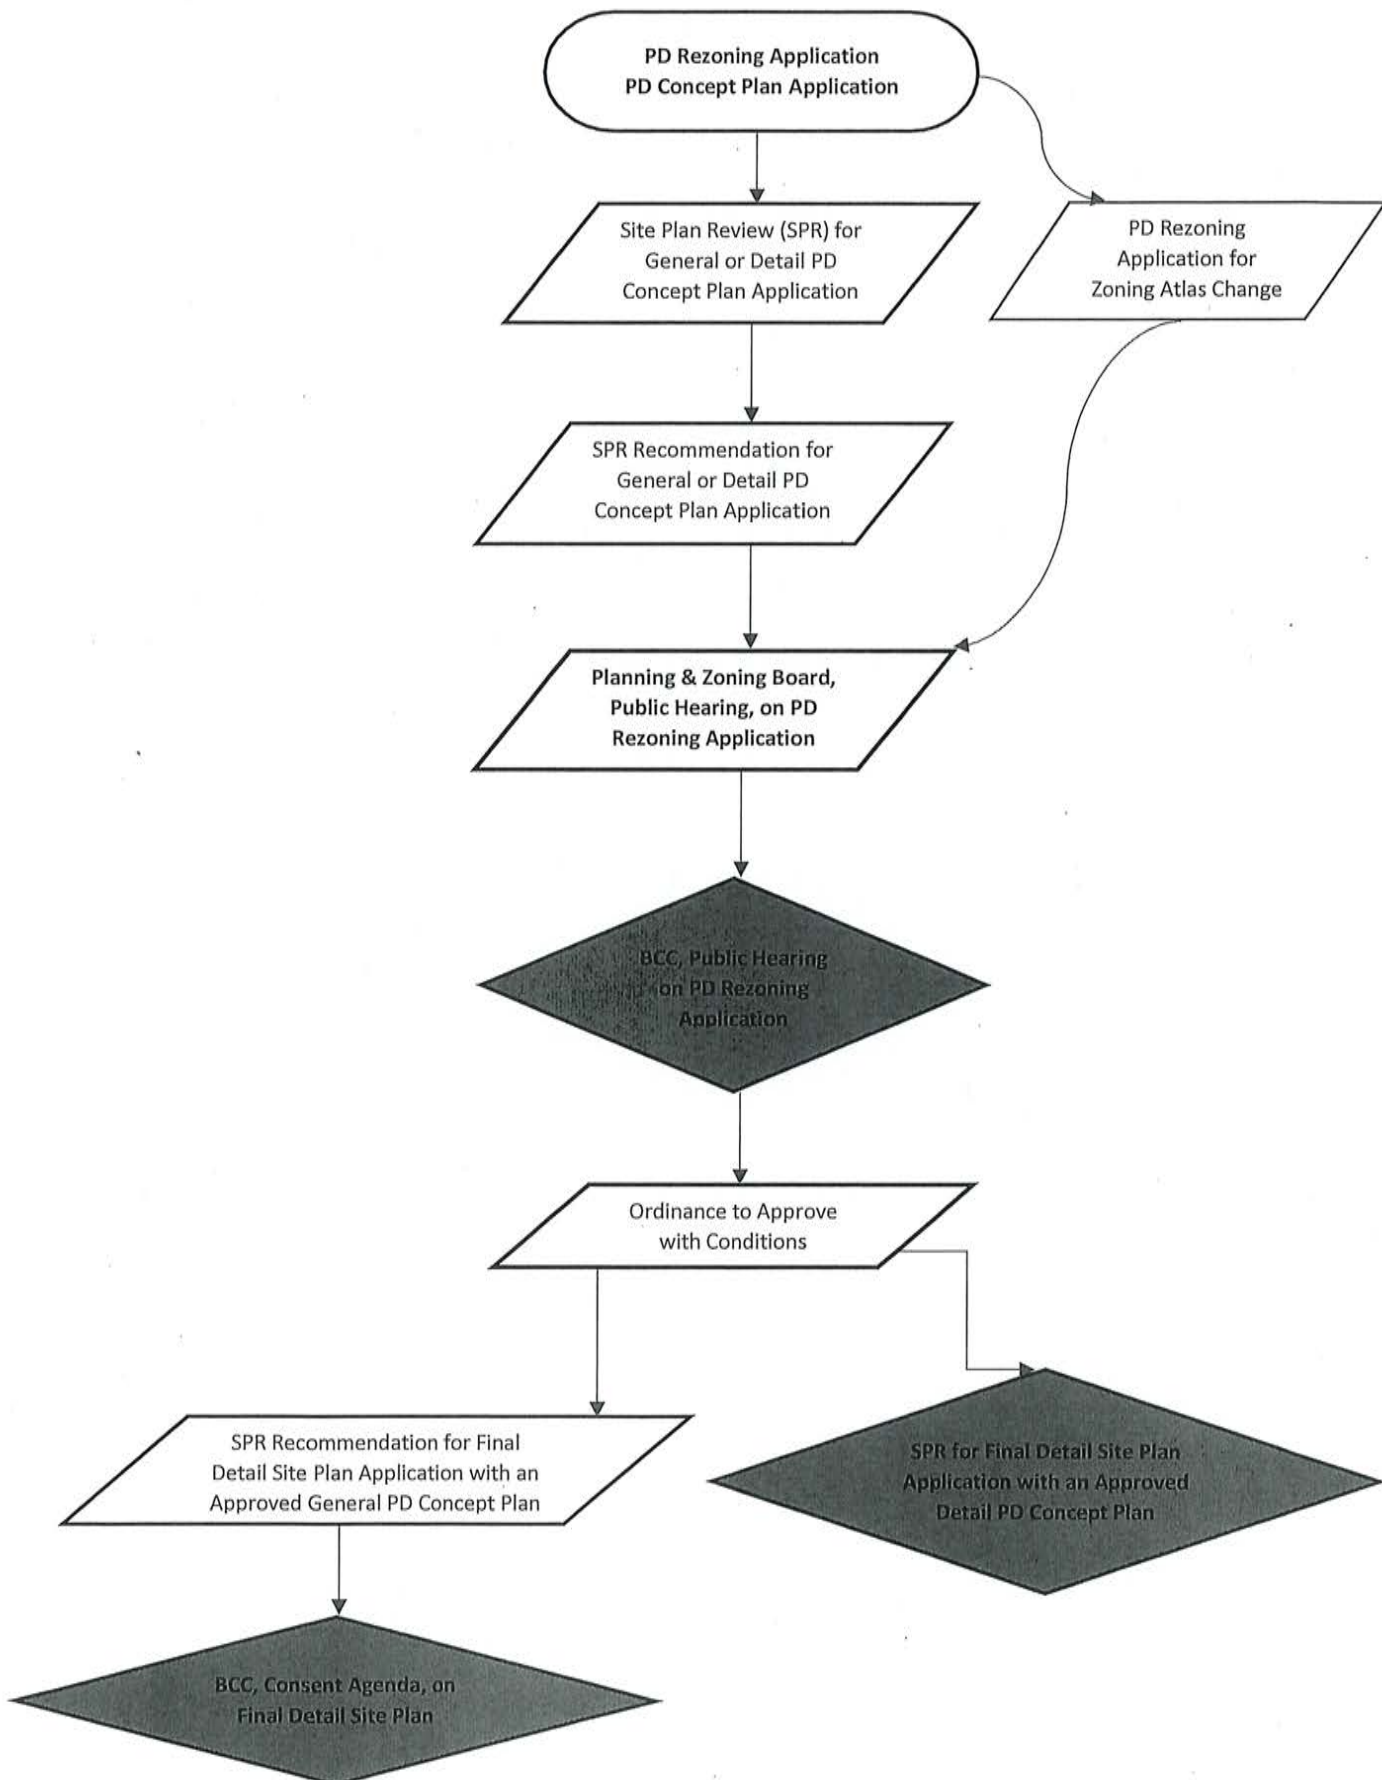 PD Rezoning Application
PD Concept Plan Application
Site Plan Review (SPR) for
General or Detail PD
Concept Plan Application
PD Rezoning
Application for
Zoning Atlas Change
SPR Recommendation for
General or Detail PD
Concept Plan Application
Planning & Zoning Board,
Public Hearing, on PD
Rezoning Application
BCC, Public Hearing
on PD Rezoning
Application
Ordinance to Approve
with Conditions
SPR Recommendation for Final
Detail Site Plan Application with an
Approved General PD Concept Plan
SPR for Final Detail Site Plan
Application with an Approved
Detail PD Concept Plan
BCC, Consent Agenda, on
Final Detail Site Plan